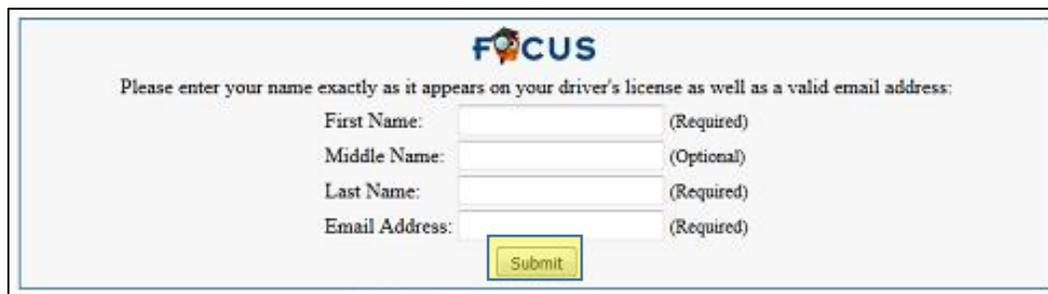 FOCUS
Please enter your name exactly as it appears on your driver's license as well as a valid email address:
First Name: (Required)
Middle Name: (Optional)
Last Name: (Required)
Email Address: (Required)
Submit